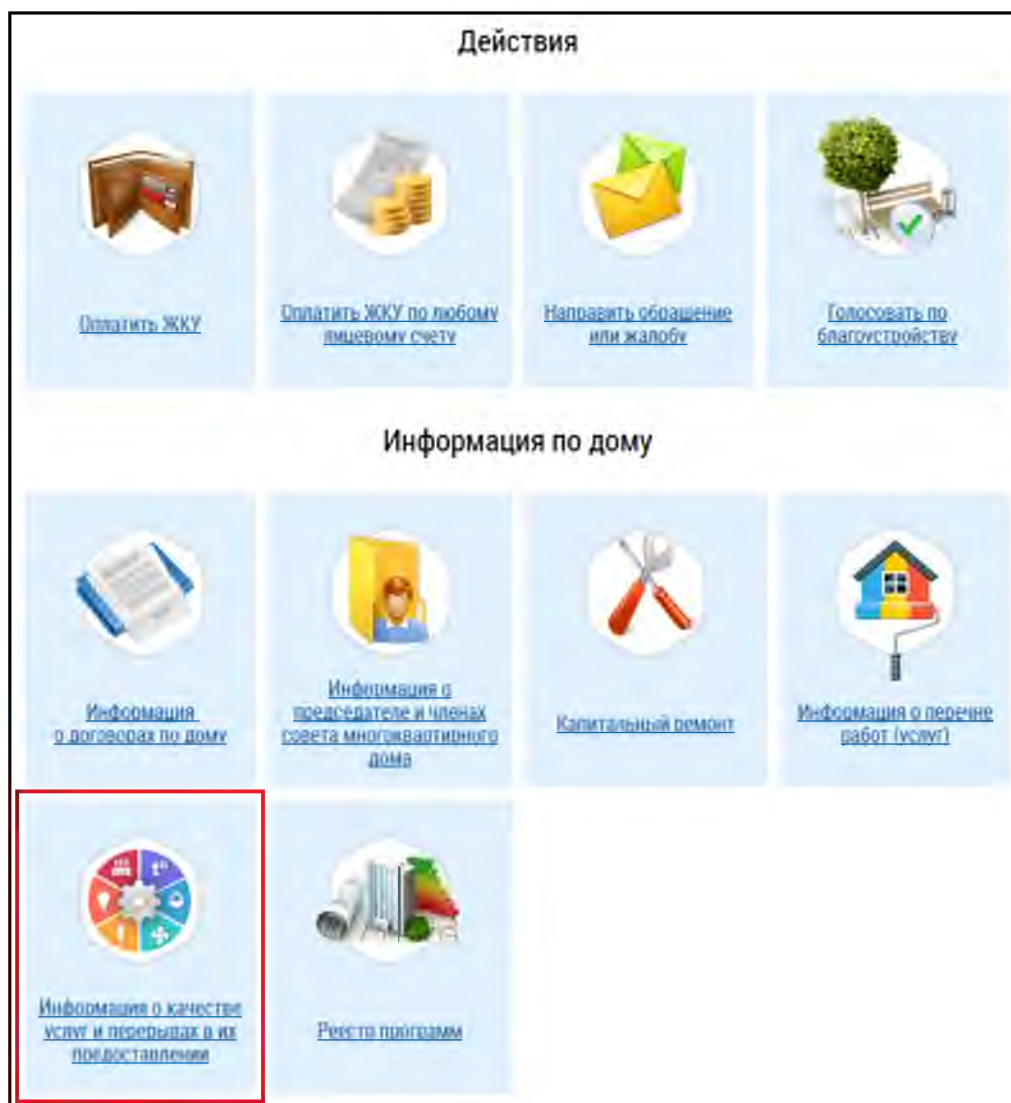 Действия
Оплатить ЖКУ
Оплатить ЖКУ по любому
лицевому счету
Направить обращение
или жалобу
Голосовать по
благоустройству
Информация по дому
Информация
о договорах по дому
Информация о
председателе и членах
совета многоквартирного
дома
Капитальный ремонт
Информация о перечне
работ (услуг)
Информация о качестве
услуг и перерывах в их
предоставлении
Реестр программ